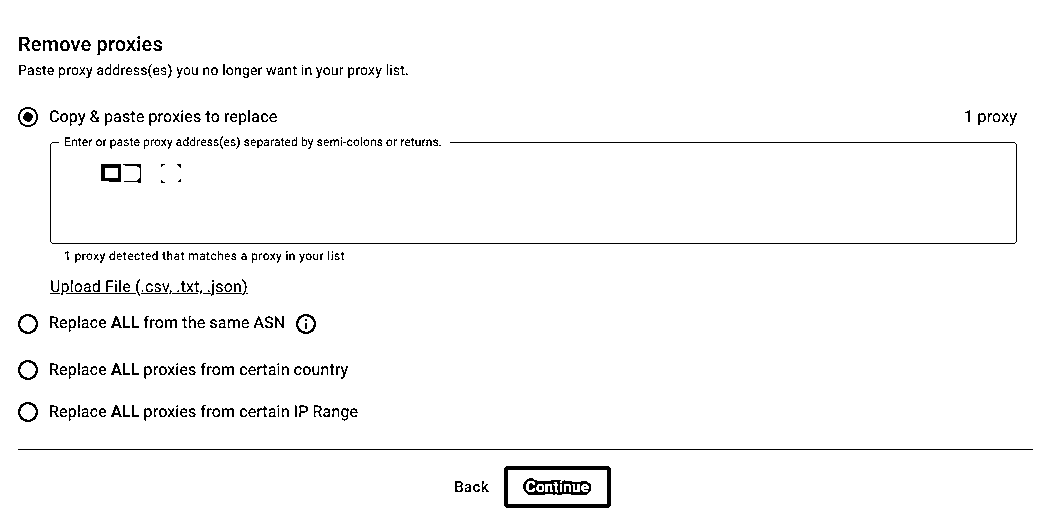 Remove proxies
Paste proxy address(es) you no longer want in your proxy list.
Copy & paste proxies to replace
1 proxy
Enter or paste proxy address(es) separated by semi-colons or returns.
1 proxy detected that matches a proxy in your list
Upload File (.csv, .txt, .json)
Replace ALL from the same ASN
Replace ALL proxies from certain country
Replace ALL proxies from certain IP Range
Back
Continue